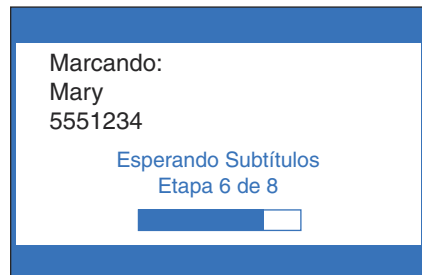 Marcando:
Mary
5551234
Esperando Subtítulos
Etapa 6 de 8